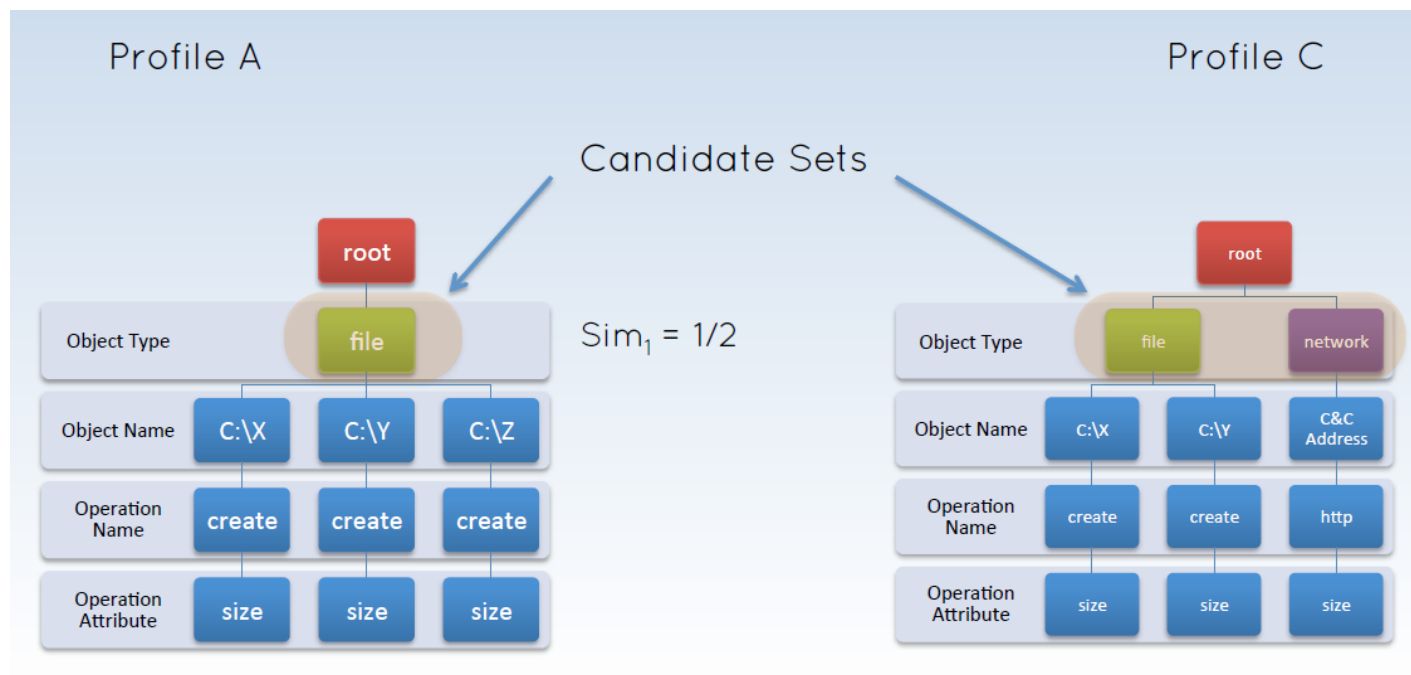 Profile A
Profile C
Candidate Sets
root
root
Object Type
file
Sim1 = 1/2
Object Type
file
network
Object Name
C:\X
C:\Y
C:\Z
Object Name
C:\X
C:\Y
C&C
Address
Operation
Name
create
create
create
Operation
Name
create
create
http
Operation
Attribute
size
size
size
Operation
Attribute
size
size
size